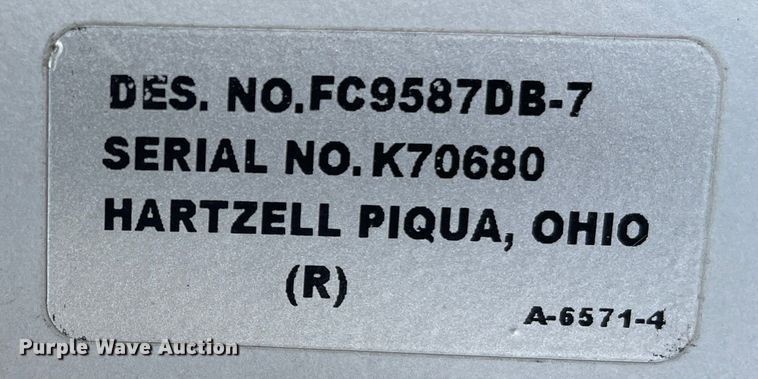 DES. NO.FC9587DB-7
SERIAL NO.K70680
HARTZELL PIQUA, OHIO
(R)
A-6571-4
Purple Wave Auction